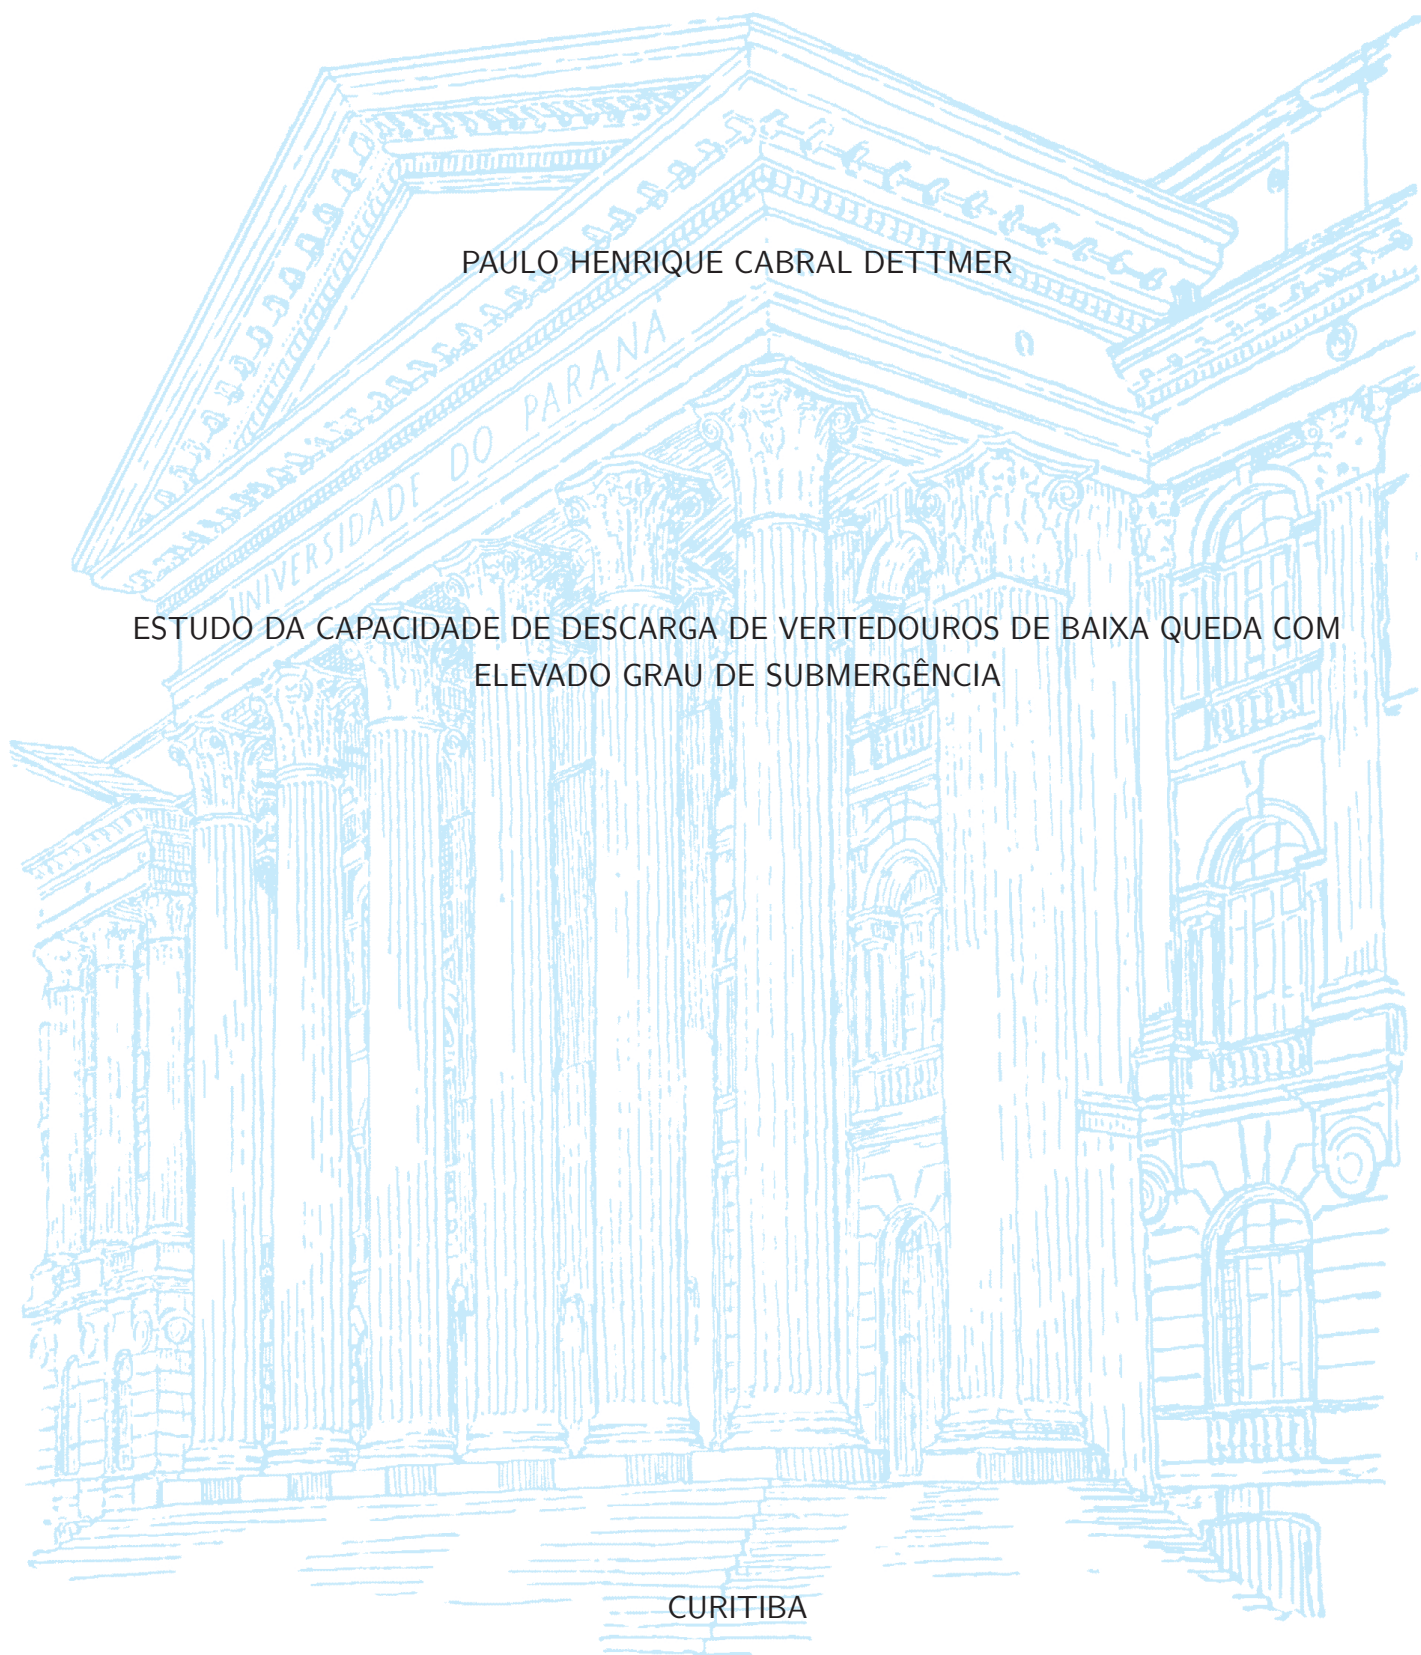 PAULO HENRIQUE CABRAL DETTMER
UNIVERSIDADE DO PARANÁ
ESTUDO DA CAPACIDADE DE DESCARGA DE VERTEDOUROS DE BAIXA QUEDA COM
ELEVADO GRAU DE SUBMERGÊNCIA
CURITIBA